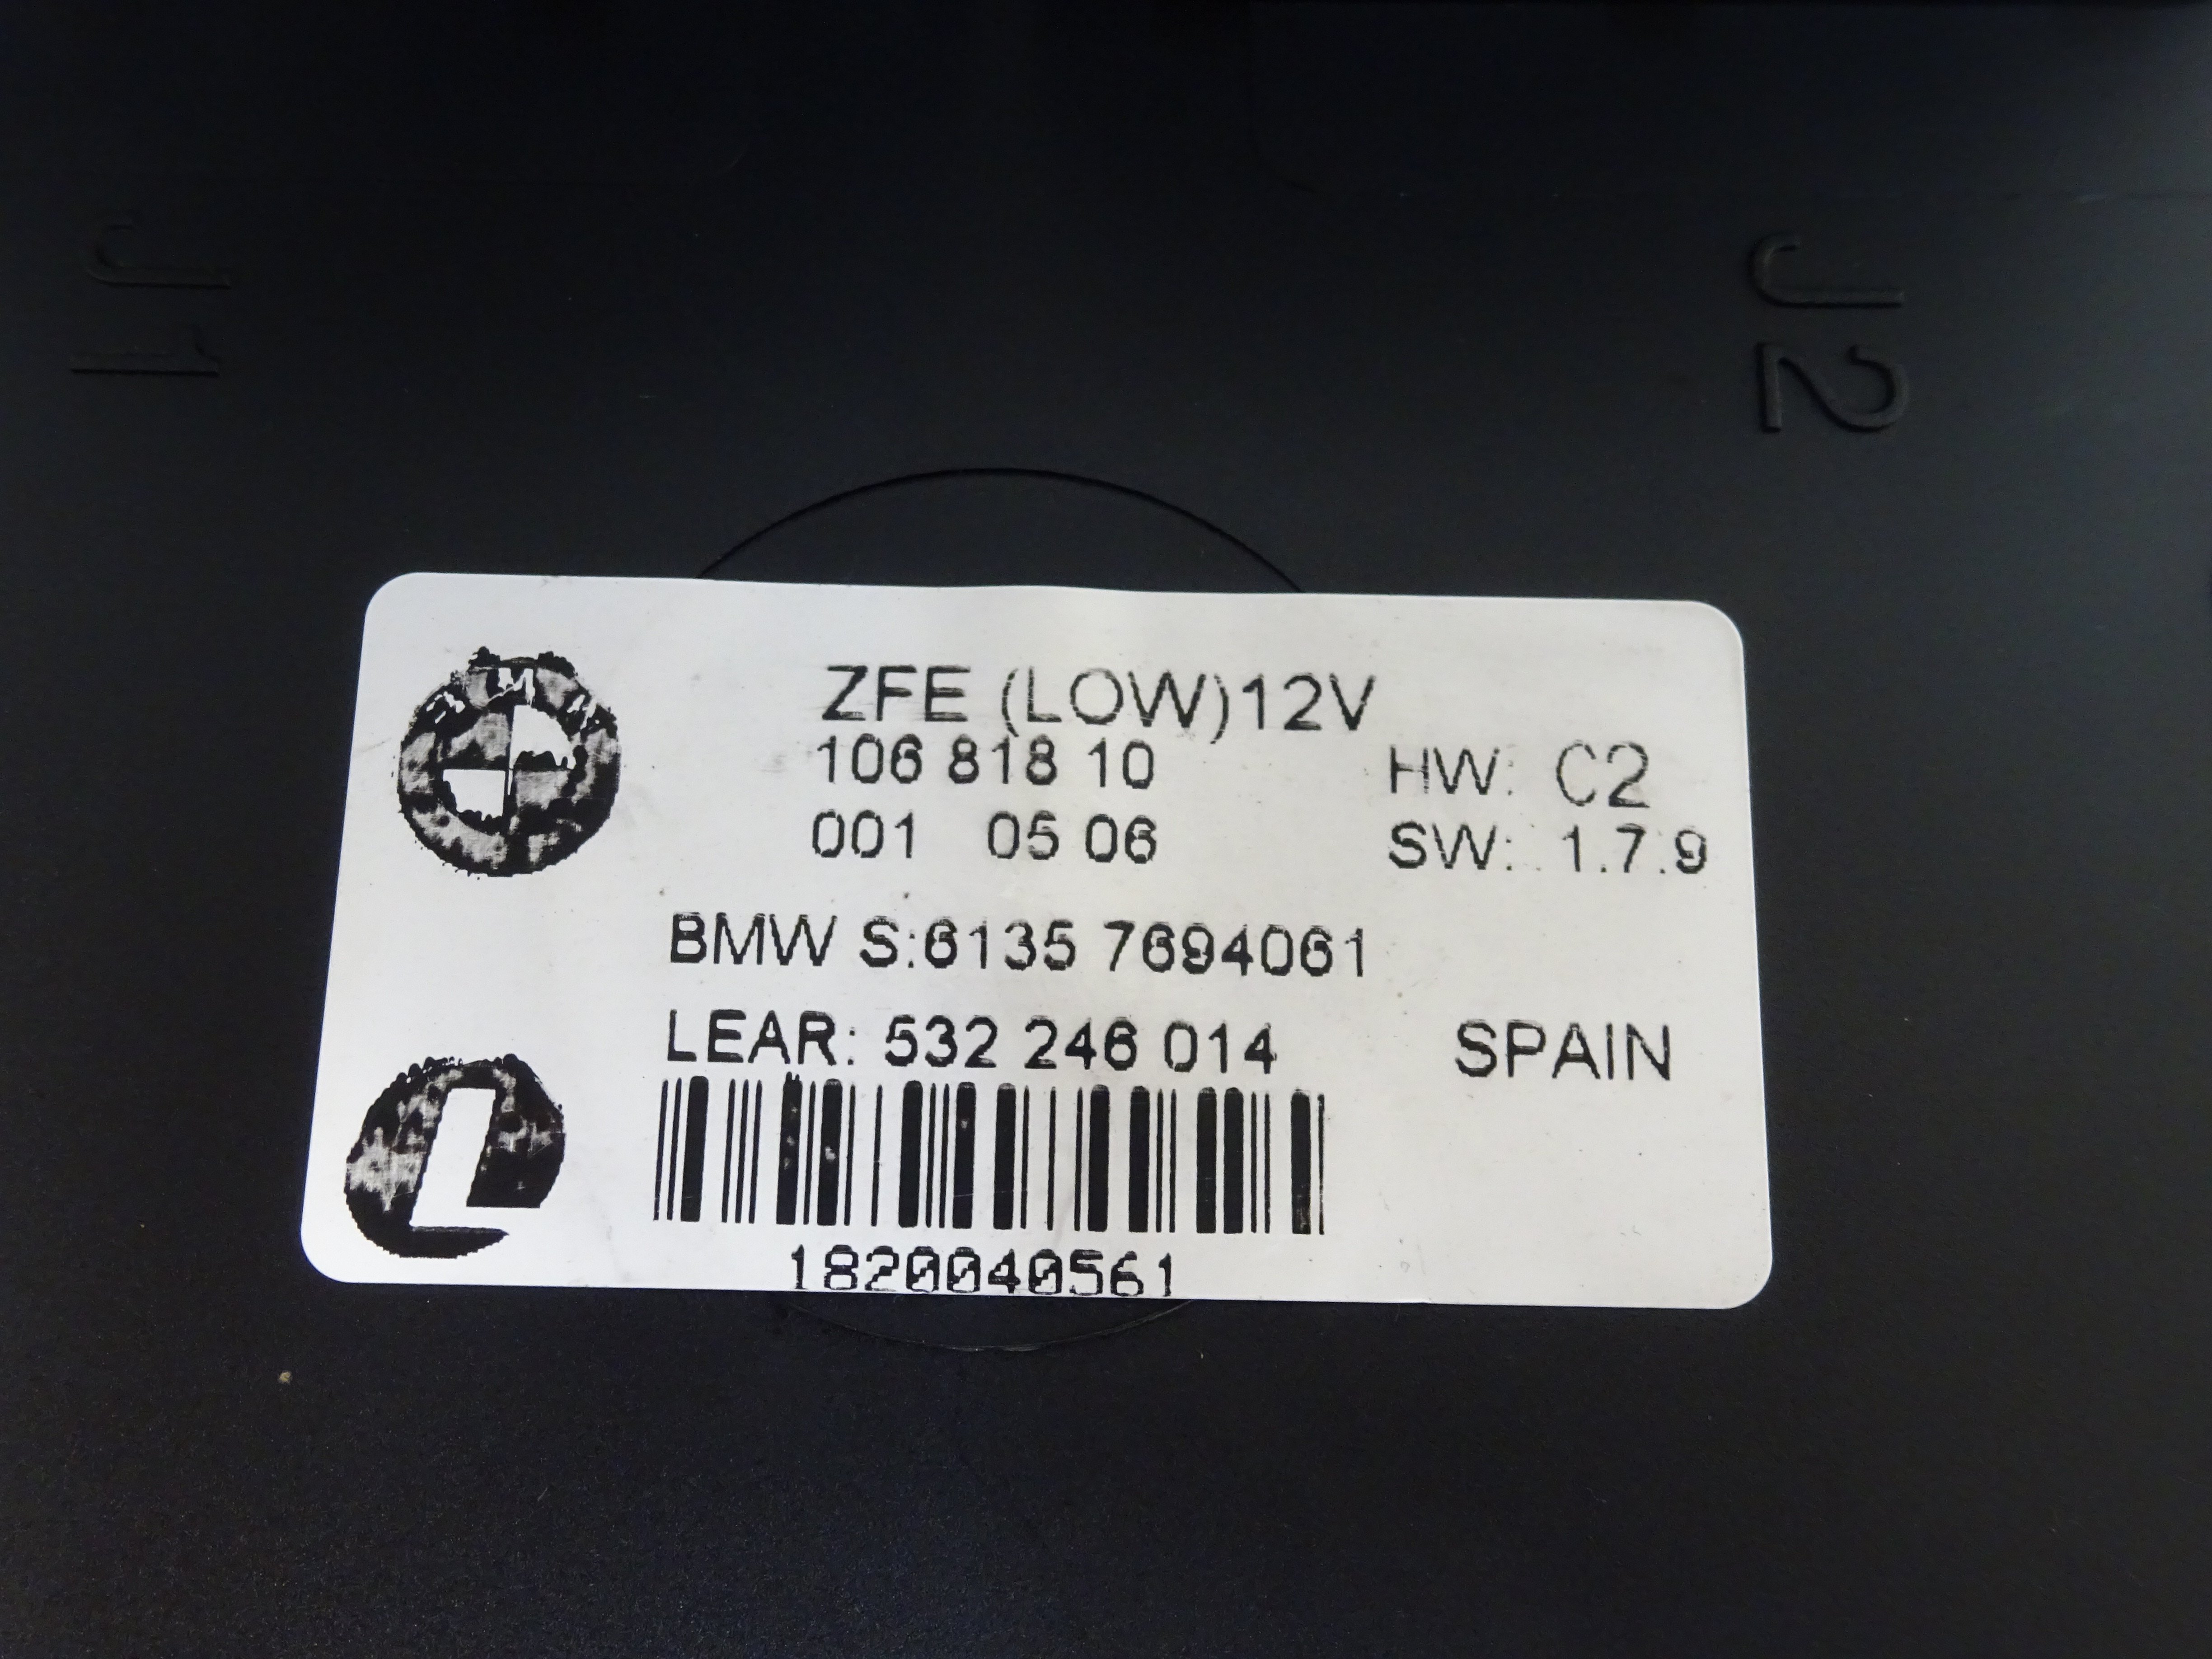 J1
J2
ZFE (LOW)12V
106 818 10
HW: C2
001 05 06
SW: 1.7.9
BMW S:6135 7694061
LEAR: 532 246 014
SPAIN
1820040561